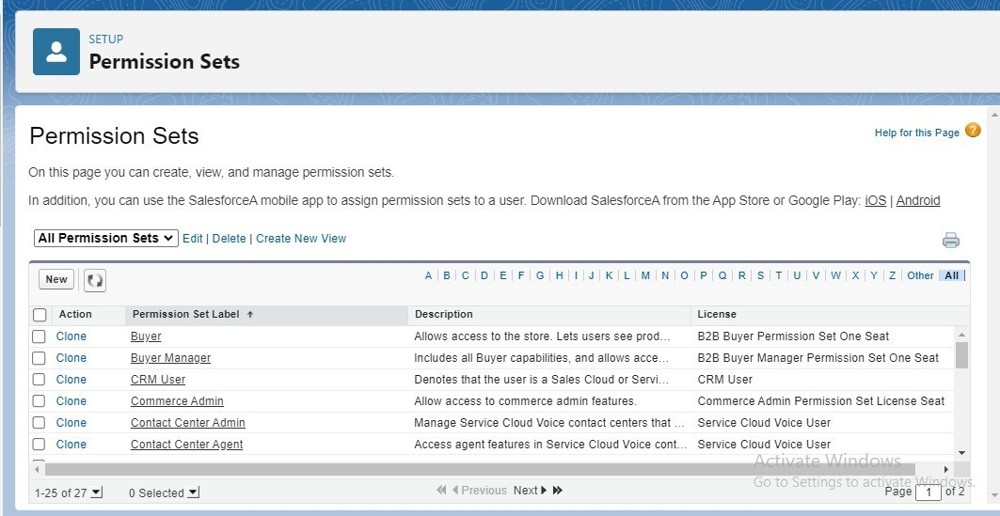 SETUP
Permission Sets
Permission Sets
Help for this Page ?
On this page you can create, view, and manage permission sets.
In addition, you can use the SalesforceA mobile app to assign permission sets to a user. Download SalesforceA from the App Store or Google Play: iOS | Android
All Permission Sets Edit | Delete | Create New View
New A | B | C | D | E | F | G | H | I | J | K | L | M | N | O | P | Q | R | S | T | U | V | W | X | Y | Z | Other | All
Action Permission Set Label ↑ Description License
Clone Buyer Allows access to the store. Lets users see prod... B2B Buyer Permission Set One Seat
Clone Buyer Manager Includes all Buyer capabilities, and allows acce... B2B Buyer Manager Permission Set One Seat
Clone CRM User Denotes that the user is a Sales Cloud or Servi... CRM User
Clone Commerce Admin Allow access to commerce admin features. Commerce Admin Permission Set License Seat
Clone Contact Center Admin Manage Service Cloud Voice contact centers that ... Service Cloud Voice User
Clone Contact Center Agent Access agent features in Service Cloud Voice cont... Service Cloud Voice User
Activate Windows
Go to Settings to activate Windows.
1-25 of 27 0 Selected Previous Next Page 1 of 2